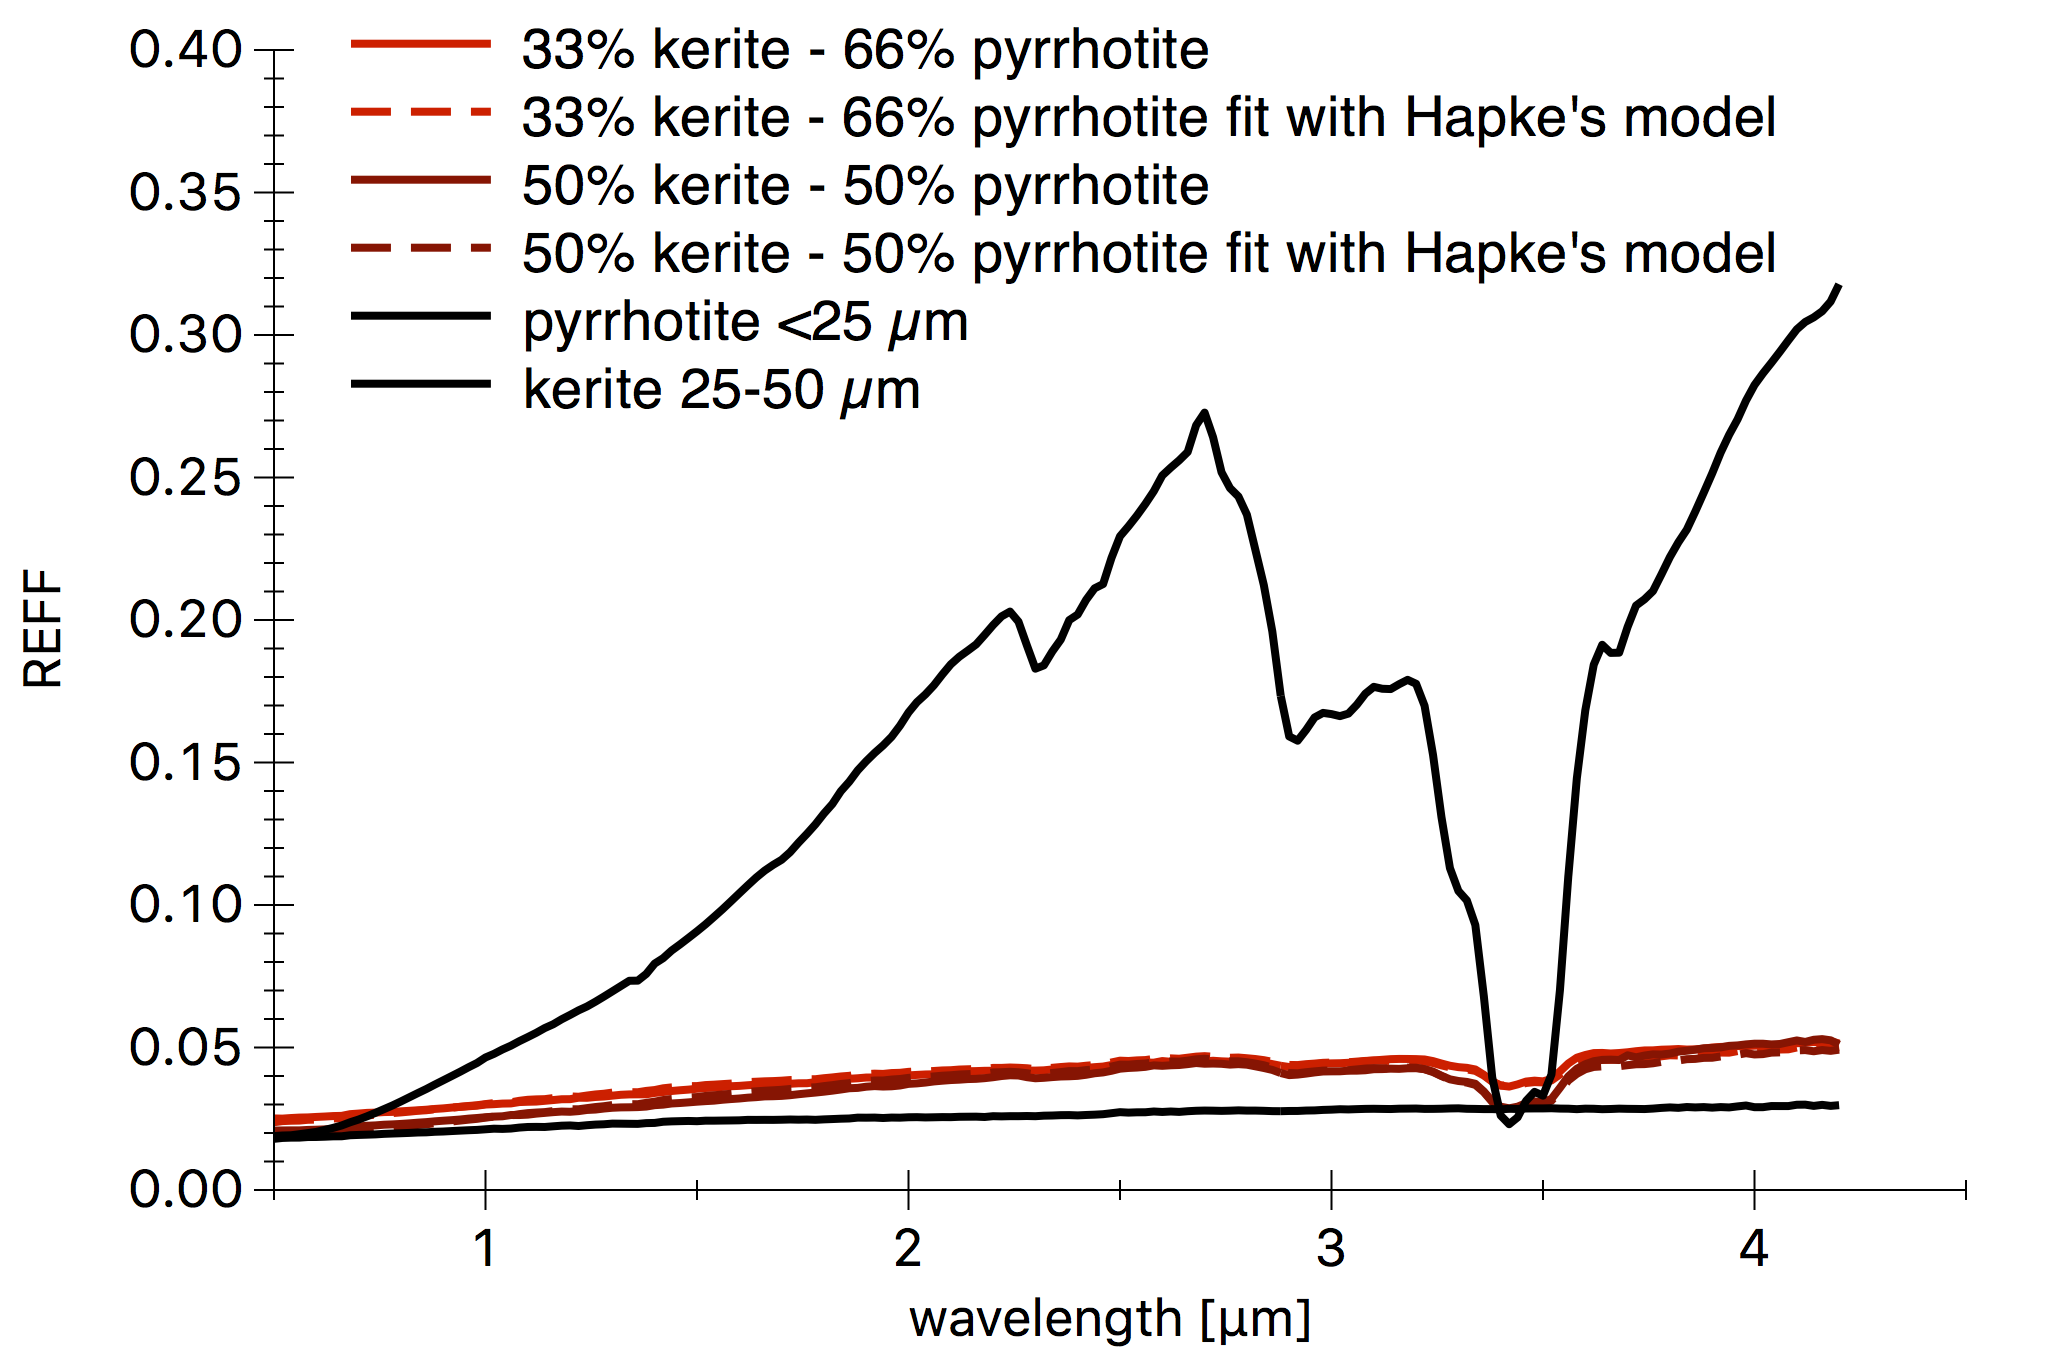 33% kerite - 66% pyrrhotite
33% kerite - 66% pyrrhotite fit with Hapke's model
50% kerite - 50% pyrrhotite
50% kerite - 50% pyrrhotite fit with Hapke's model
pyrrhotite <25 µm
kerite 25-50 µm
0.40
0.35
0.30
0.25
0.20
0.15
0.10
0.05
0.00
REFF
1 2 3 4
wavelength [µm]